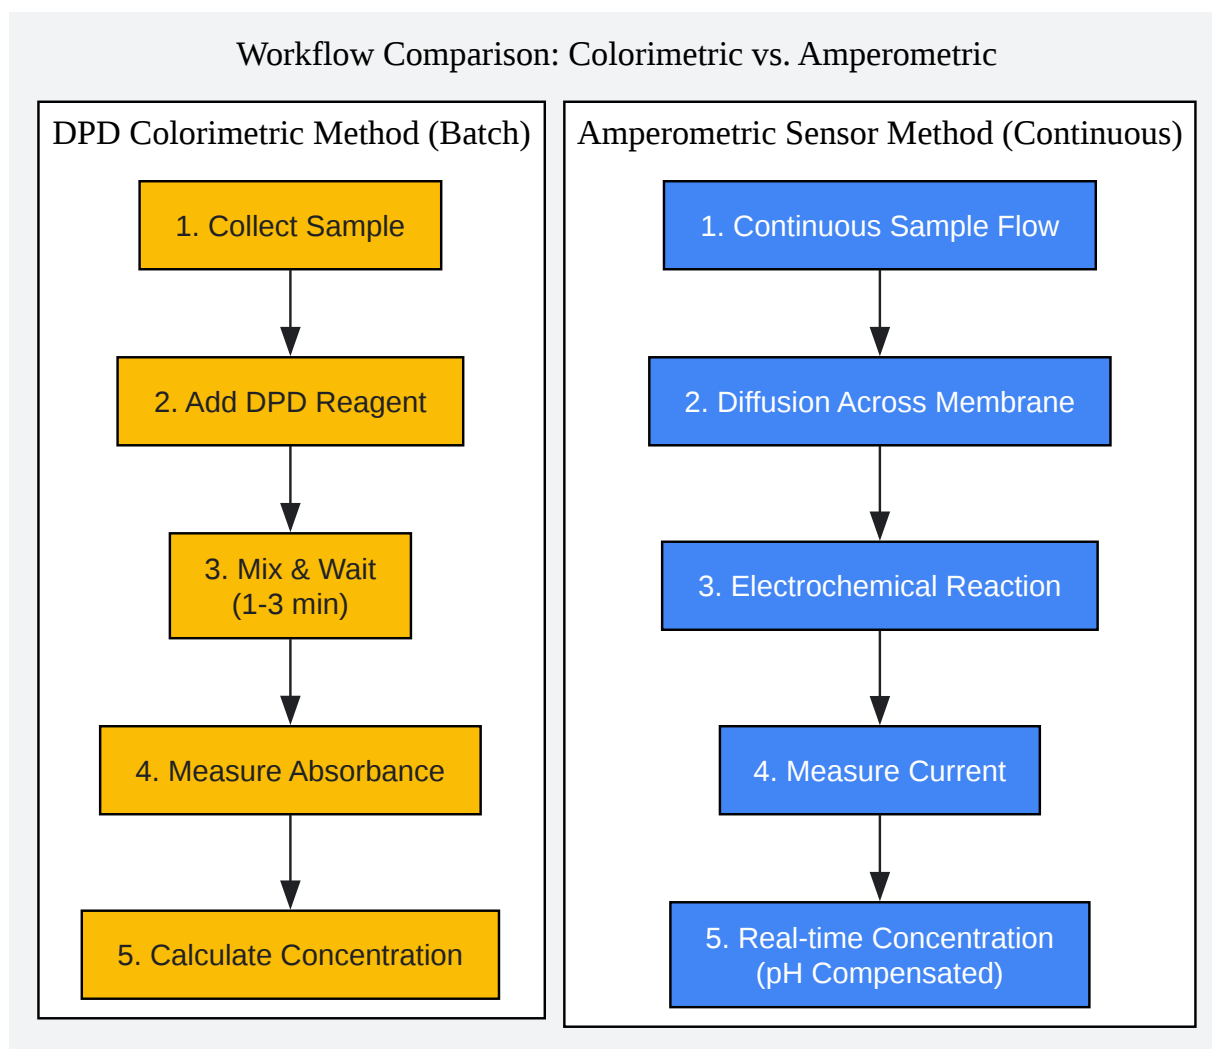 Workflow Comparison: Colorimetric vs. Amperometric
DPD Colorimetric Method (Batch)
1. Collect Sample
2. Add DPD Reagent
3. Mix & Wait
(1-3 min)
4. Measure Absorbance
5. Calculate Concentration
Amperometric Sensor Method (Continuous)
1. Continuous Sample Flow
2. Diffusion Across Membrane
3. Electrochemical Reaction
4. Measure Current
5. Real-time Concentration
(pH Compensated)